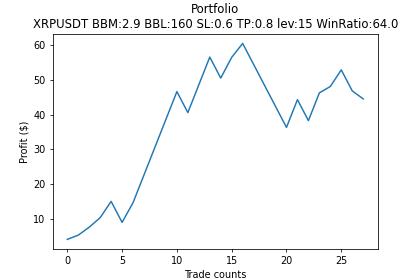 Portfolio
XRPUSDT BBM:2.9 BBL:160 SL:0.6 TP:0.8 lev:15 WinRatio:64.0
Profit ($)
60
50
40
30
20
10
0 5 10 15 20 25
Trade counts